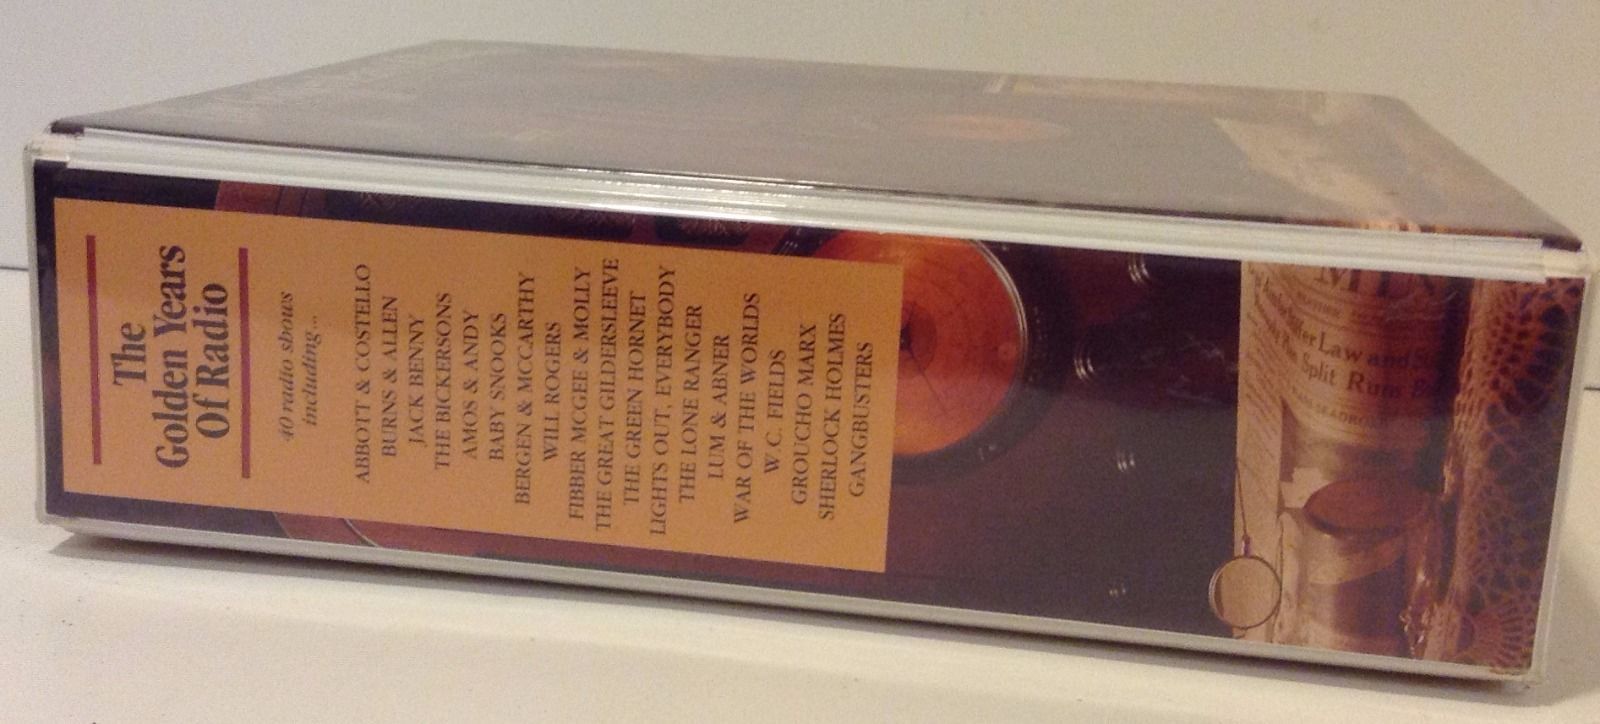 The
Golden Years
Of Radio
40 radio shows
including...
ABBOTT & COSTELLO
BURNS & ALLEN
JACK BENNY
THE BICKERSONS
AMOS & ANDY
BABY SNOOKS
BERGEN & MCCARTHY
WILL ROGERS
FIBBER MCGEE & MOLLY
THE GREAT GILDERSLEEVE
THE GREEN HORNET
LIGHTS OUT, EVERYBODY
THE LONE RANGER
LUM & ABNER
WAR OF THE WORLDS
W. C. FIELDS
GROUCHO MARX
SHERLOCK HOLMES
GANGBUSTERS
Law and
Split Run